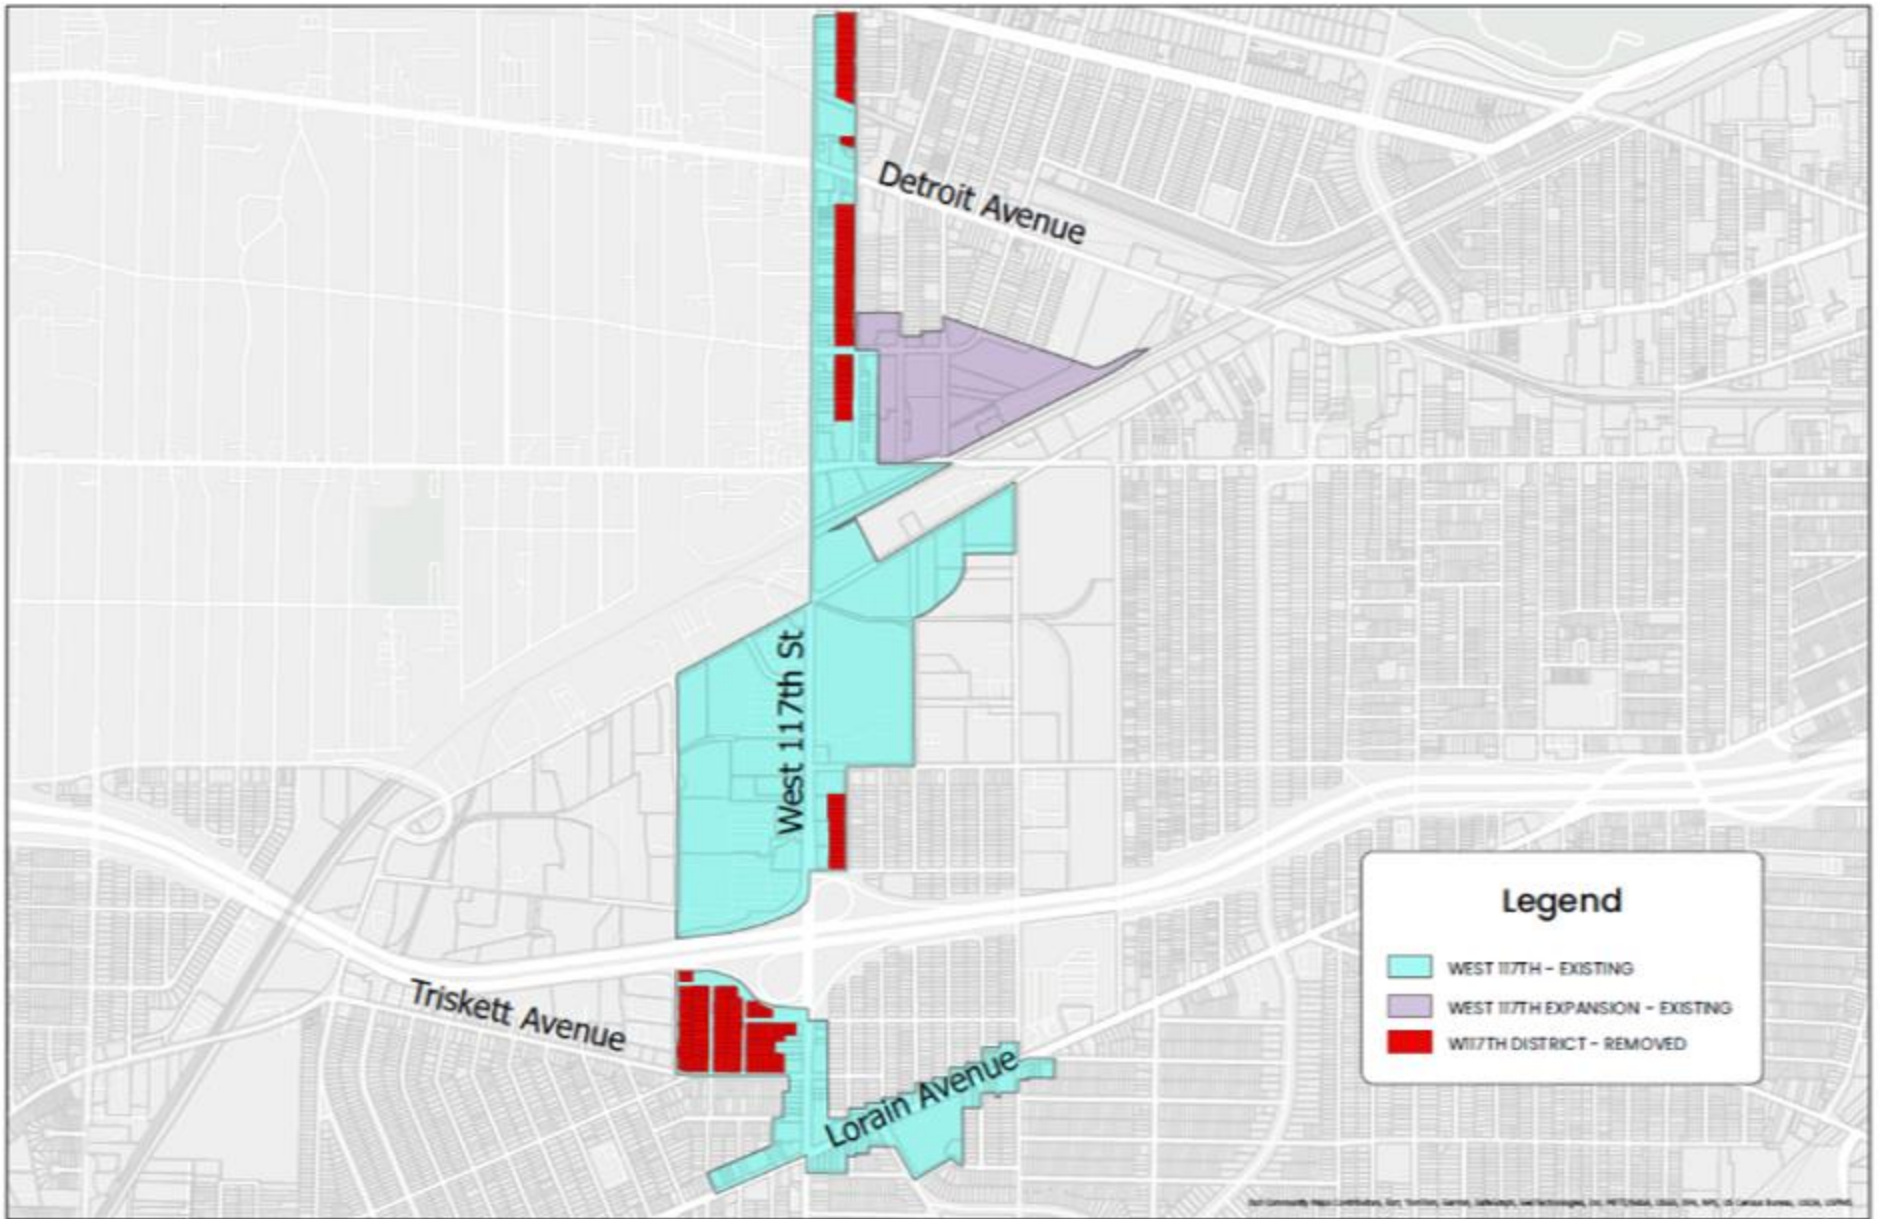 Detroit Avenue
West 117th St
Legend
WEST 117TH - EXISTING
WEST 117TH EXPANSION - EXISTING
W117TH DISTRICT - REMOVED
Triskett Avenue
Lorain Avenue